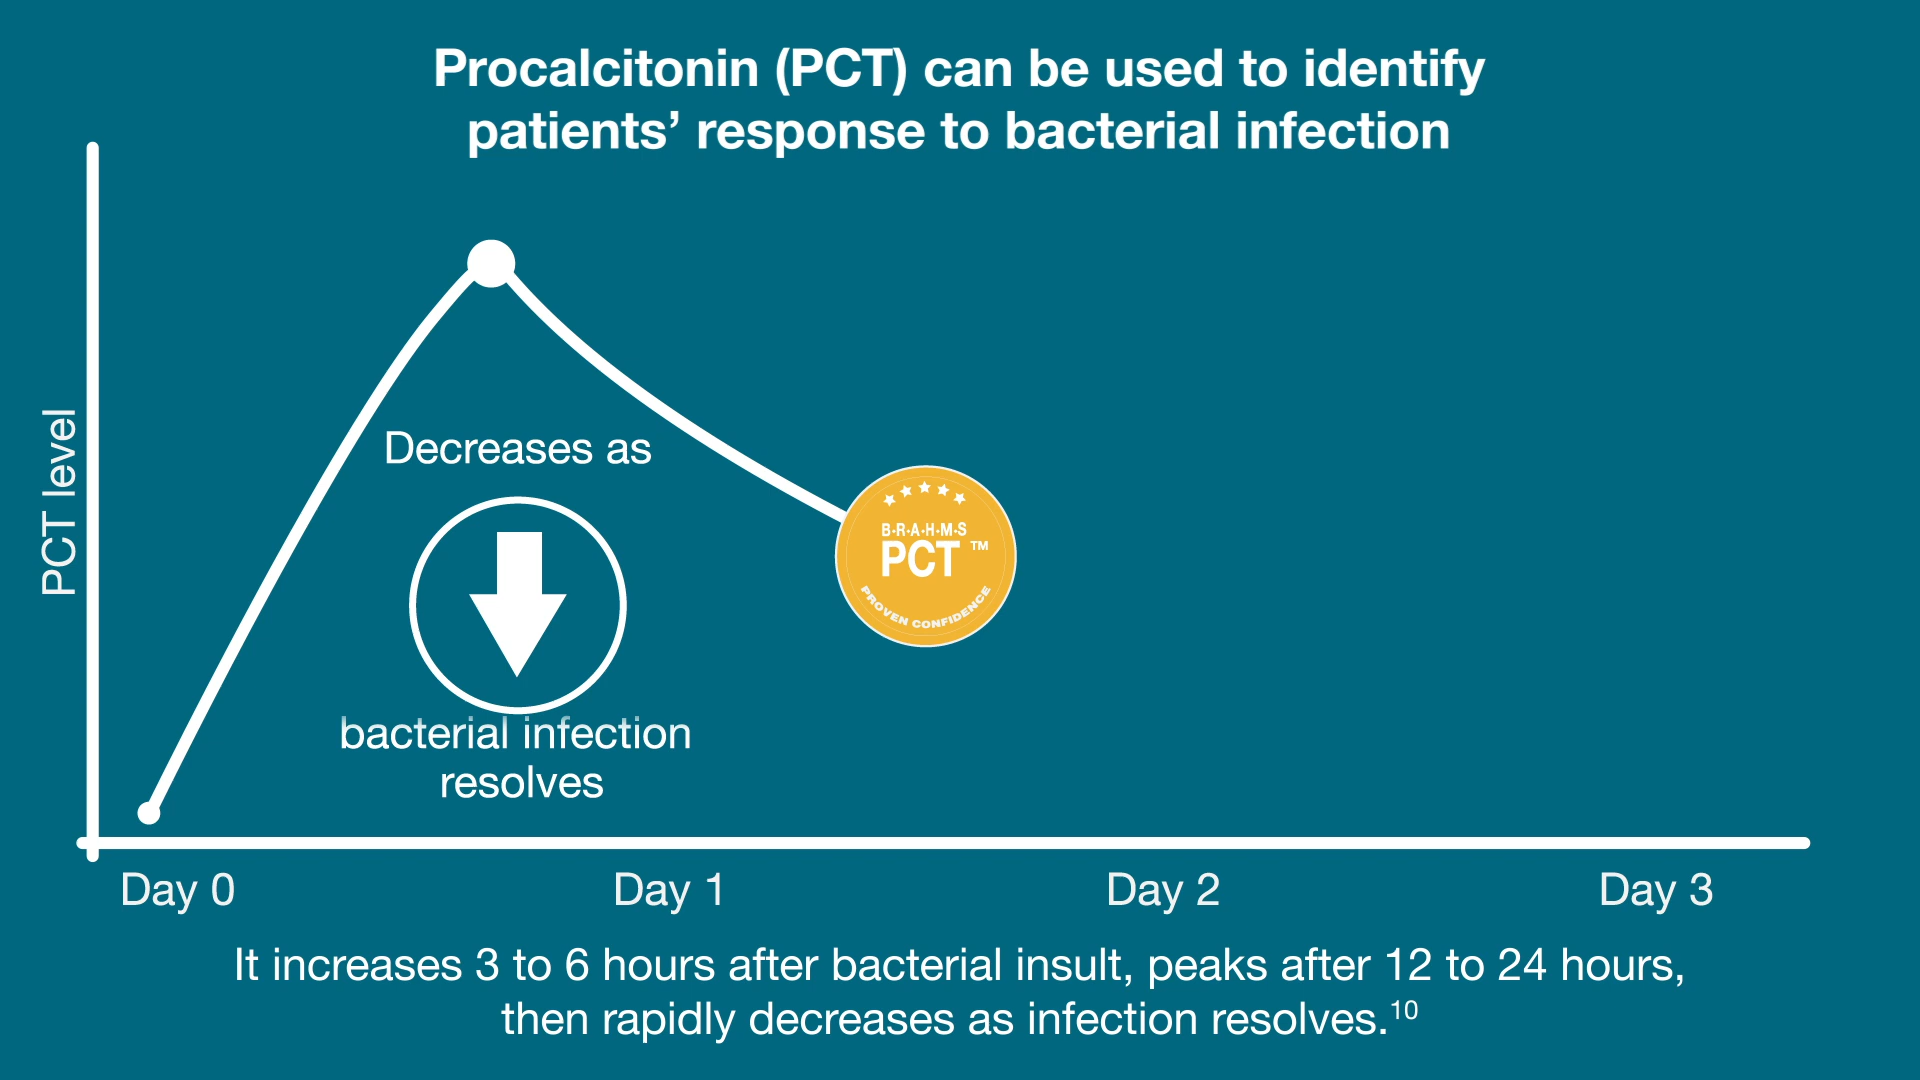 Procalcitonin (PCT) can be used to identify
patients’ response to bacterial infection
PCT level
Decreases as
bacterial infection
resolves
B·R·A·H·M·S
PCT ™
PROVEN CONFIDENCE
Day 0
Day 1
Day 2
Day 3
It increases 3 to 6 hours after bacterial insult, peaks after 12 to 24 hours,
then rapidly decreases as infection resolves.¹⁰